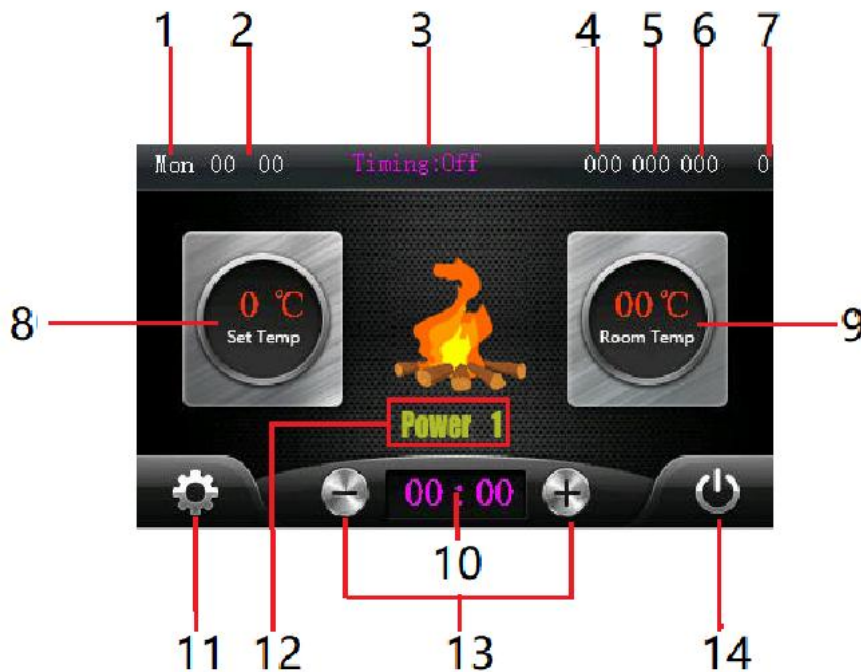 1 2 3 4 5 6 7
Mon 00 00 Timing:Off 000 000 000 0
0 ℃ 00 ℃
Set Temp Room Temp
8 9
Power 1
00 : 00
10
11 12 13 14